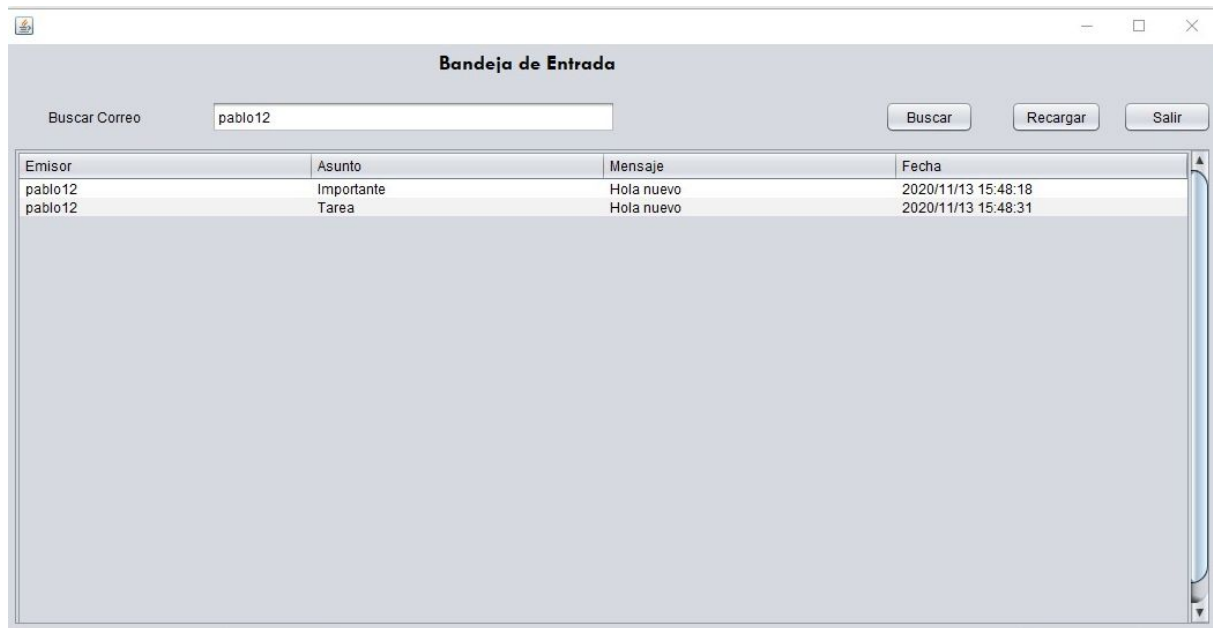 Bandeja de Entrada
Buscar Correo pablo12 Buscar Recargar Salir
Emisor Asunto Mensaje Fecha
pablo12 Importante Hola nuevo 2020/11/13 15:48:18
pablo12 Tarea Hola nuevo 2020/11/13 15:48:31